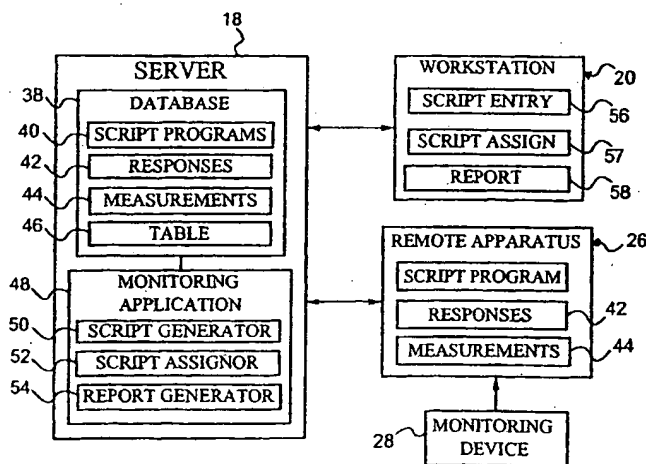 18
SERVER
38
DATABASE
40
SCRIPT PROGRAMS
42
RESPONSES
44
MEASUREMENTS
46
TABLE
48
MONITORING
APPLICATION
50
SCRIPT GENERATOR
52
SCRIPT ASSIGNOR
54
REPORT GENERATOR
WORKSTATION
20
SCRIPT ENTRY
56
SCRIPT ASSIGN
57
REPORT
58
REMOTE APPARATUS
26
SCRIPT PROGRAM
RESPONSES
42
MEASUREMENTS
44
28
MONITORING
DEVICE